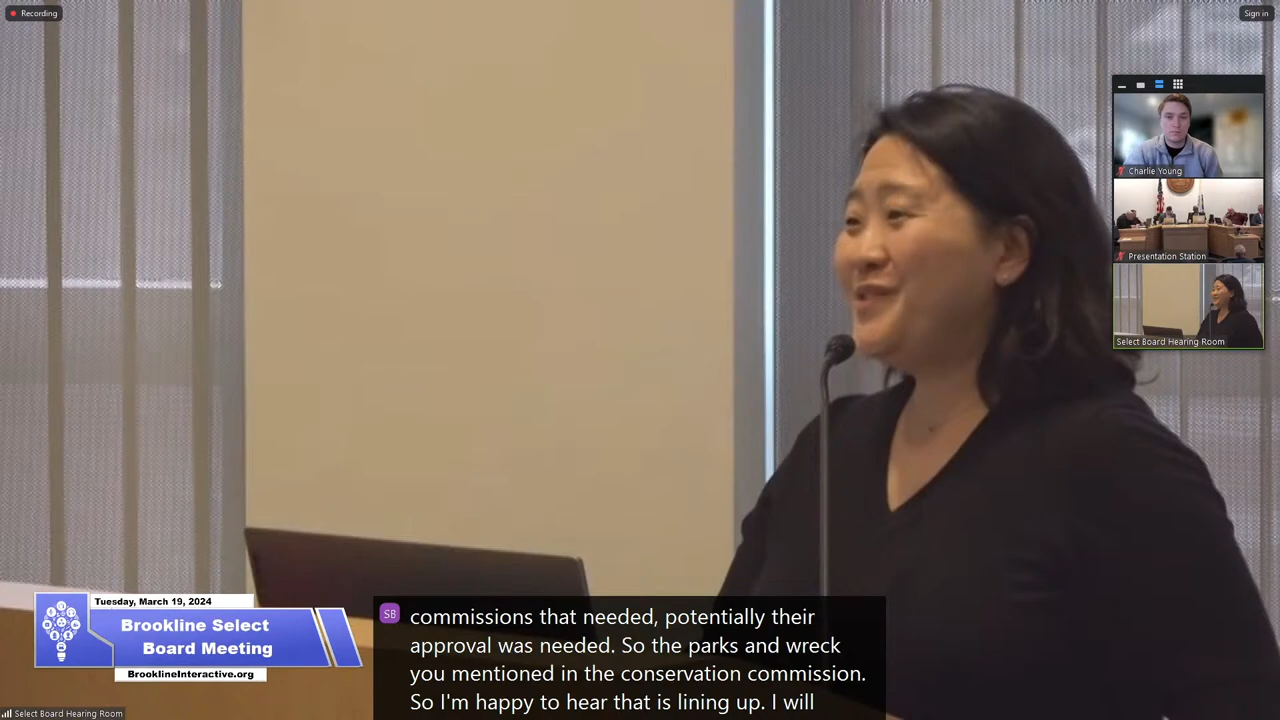 Recording
Sign in
Charlie Young
Presentation Station
Select Board Hearing Room
Tuesday, March 19, 2024
Brookline Select
Board Meeting
BrooklineInteractive.org
SB
commissions that needed, potentially their
approval was needed. So the parks and wreck
you mentioned in the conservation commission.
So I'm happy to hear that is lining up. I will
Select Board Hearing Room